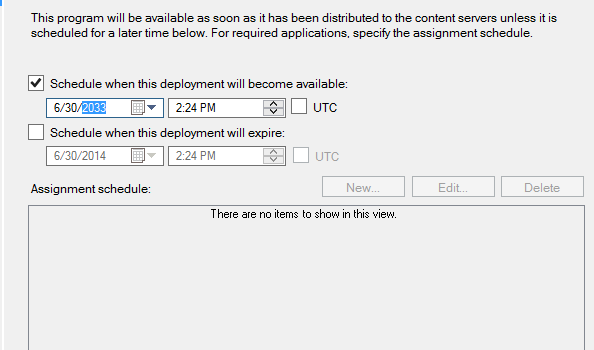 This program will be available as soon as it has been distributed to the content servers unless it is
scheduled for a later time below. For required applications, specify the assignment schedule.
Schedule when this deployment will become available:
6/30/2033 2:24 PM UTC
Schedule when this deployment will expire:
6/30/2014 2:24 PM UTC
Assignment schedule: New... Edit... Delete
There are no items to show in this view.